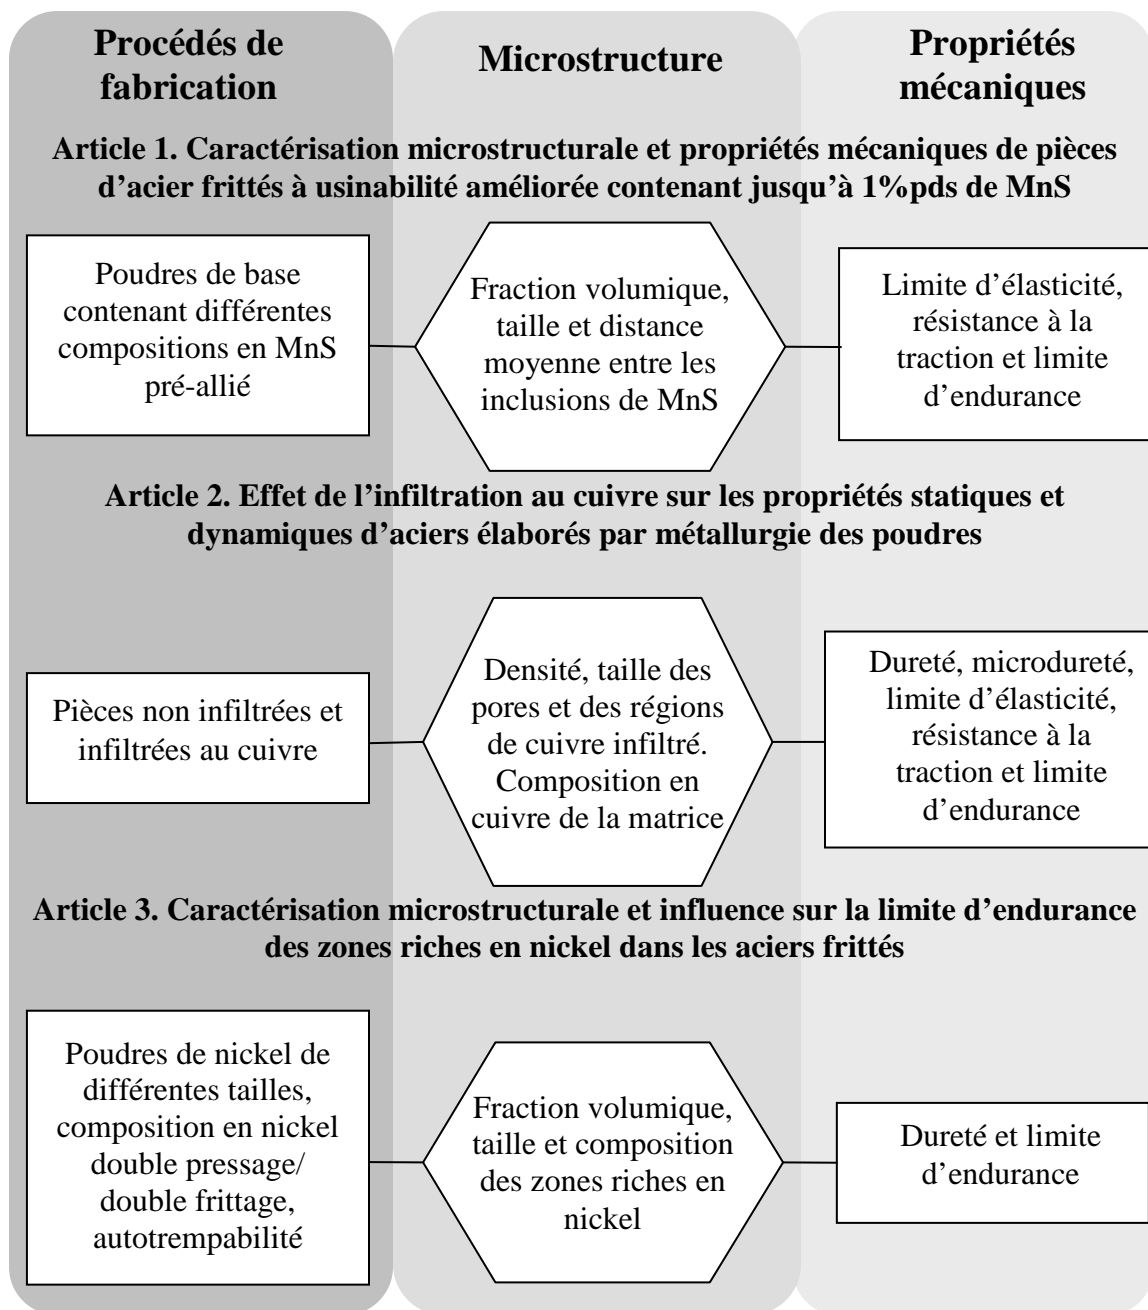 Procédés de
fabrication
Microstructure
Propriétés
mécaniques
Article 1. Caractérisation microstructurale et propriétés mécaniques de pièces
d’acier frittés à usinabilité améliorée contenant jusqu’à 1%pds de MnS
Poudres de base
contenant différentes
compositions en MnS
pré-allié
Fraction volumique,
taille et distance
moyenne entre les
inclusions de MnS
Limite d’élasticité,
résistance à la
traction et limite
d’endurance
Article 2. Effet de l’infiltration au cuivre sur les propriétés statiques et
dynamiques d’aciers élaborés par métallurgie des poudres
Pièces non infiltrées et
infiltrées au cuivre
Densité, taille des
pores et des régions
de cuivre infiltré.
Composition en
cuivre de la matrice
Dureté, microdureté,
limite d’élasticité,
résistance à la
traction et limite
d’endurance
Article 3. Caractérisation microstructurale et influence sur la limite d’endurance
des zones riches en nickel dans les aciers frittés
Poudres de nickel de
différentes tailles,
composition en nickel
double pressage/
double frittage,
autotrempabilité
Fraction volumique,
taille et composition
des zones riches en
nickel
Dureté et limite
d’endurance